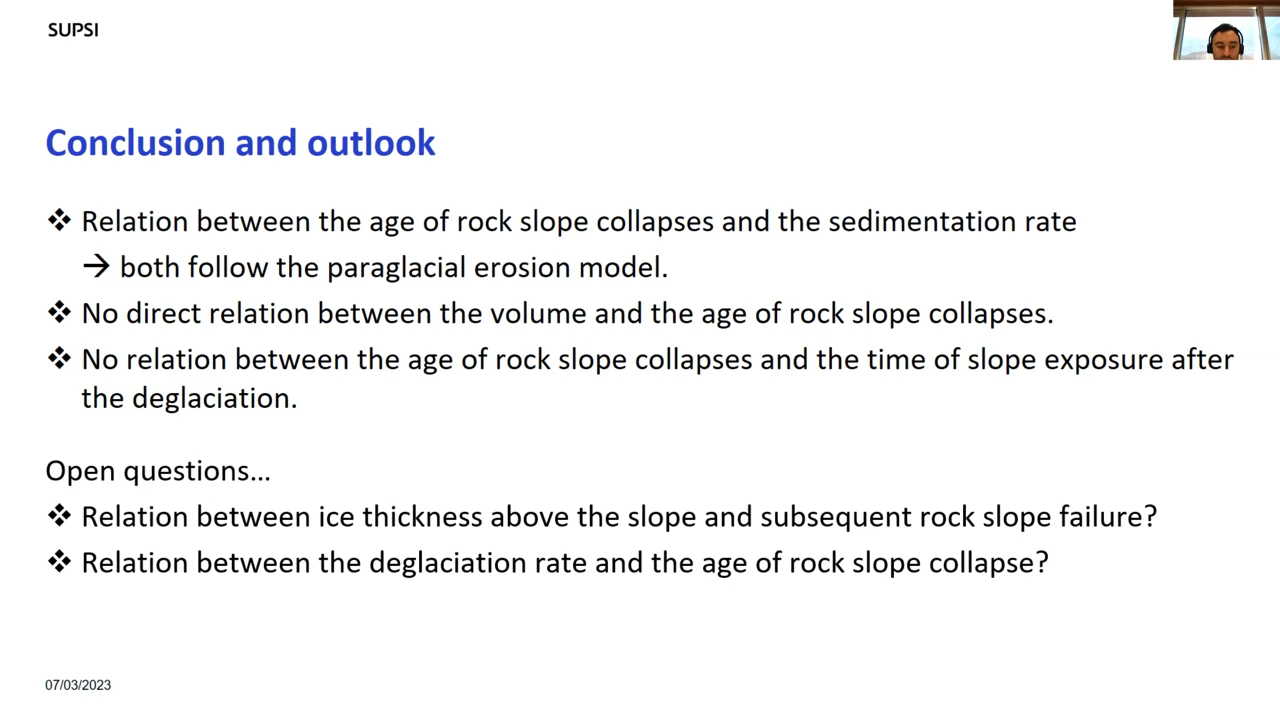 SUPSI
Conclusion and outlook
❖ Relation between the age of rock slope collapses and the sedimentation rate
→ both follow the paraglacial erosion model.
❖ No direct relation between the volume and the age of rock slope collapses.
❖ No relation between the age of rock slope collapses and the time of slope exposure after
the deglaciation.
Open questions...
❖ Relation between ice thickness above the slope and subsequent rock slope failure?
❖ Relation between the deglaciation rate and the age of rock slope collapse?
07/03/2023